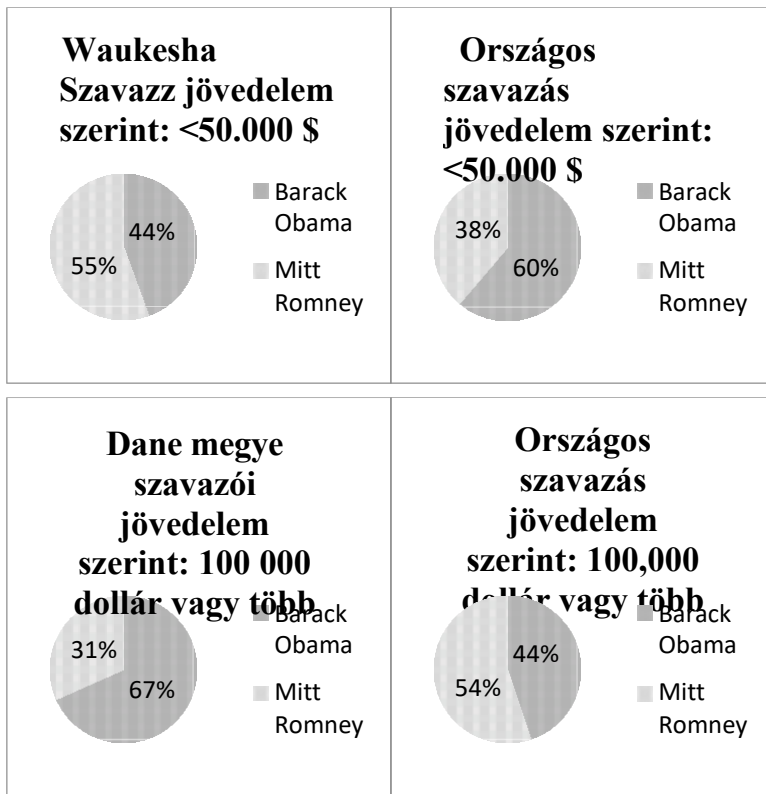 Waukesha
Szavazz jövedelem
szerint: <50.000 $
44%
55%
Barack
Obama
Mitt
Romney
Országos
szavazás
jövedelem szerint:
<50.000 $
38%
60%
Barack
Obama
Mitt
Romney
Dane megye
szavazói
jövedelem
szerint: 100 000
dollár vagy több
31%
67%
Barack
Obama
Mitt
Romney
Országos
szavazás
jövedelem
szerint: 100,000
dollár vagy több
44%
54%
Barack
Obama
Mitt
Romney